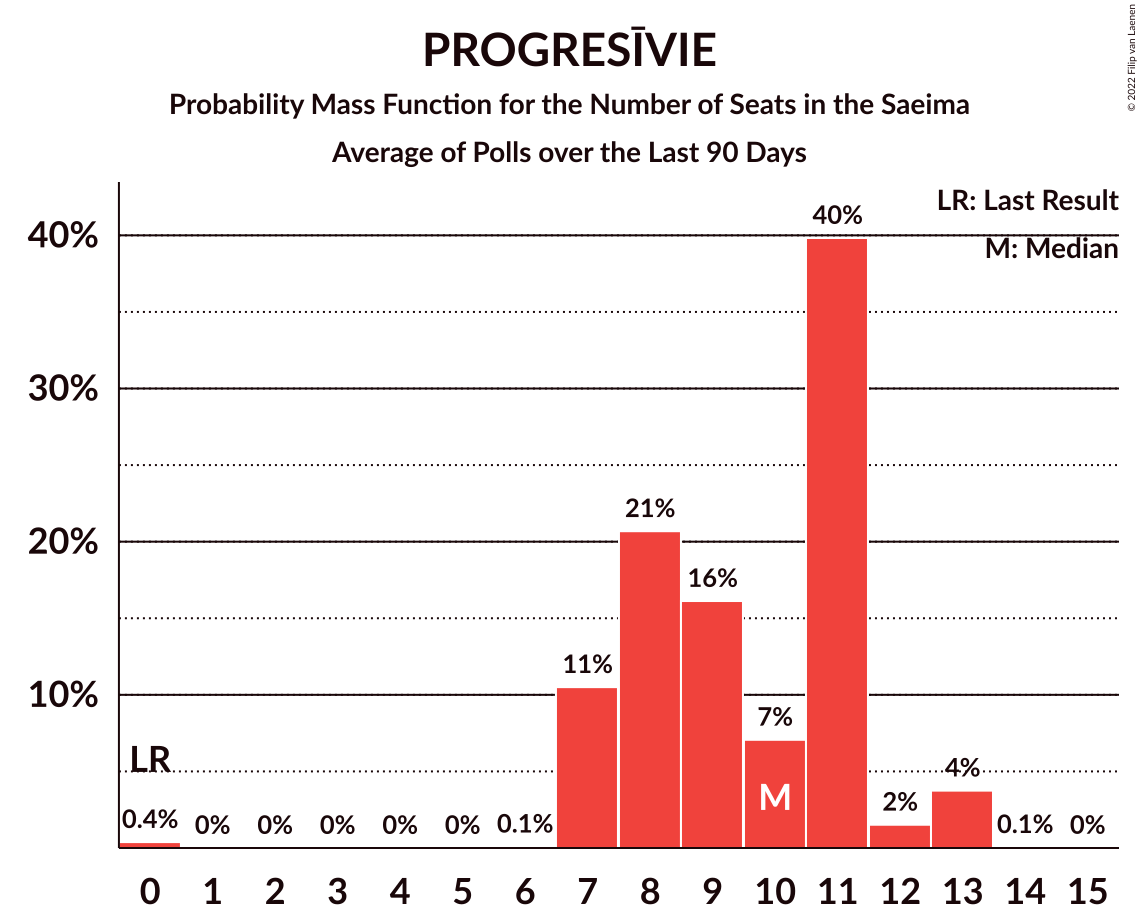 PROGRESĪVIE
Probability Mass Function for the Number of Seats in the Saeima
Average of Polls over the Last 90 Days
© 2022 Filip van Laenen
LR: Last Result
M: Median
40%
30%
20%
10%
LR
0.4% 0% 0% 0% 0% 0% 0.1% 11% 21% 16% 7% 40% 2% 4% 0.1% 0%
M
0 1 2 3 4 5 6 7 8 9 10 11 12 13 14 15